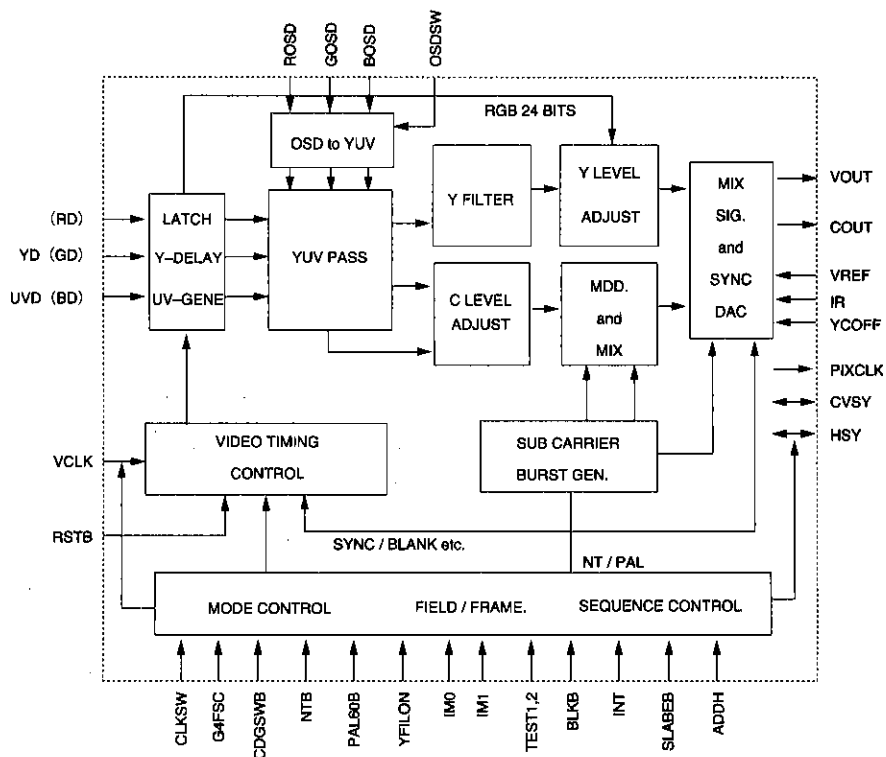 ROSD
GOSD
BOSD
OSDSW
RGB 24 BITS
OSD to YUV
(RD)
YD (GD)
UVD (BD)
LATCH
Y–DELAY
UV–GENE
YUV PASS
Y FILTER
Y LEVEL
ADJUST
C LEVEL
ADJUST
MDD.
and
MIX
MIX
SIG.
and
SYNC
DAC
VOUT
COUT
VREF
IR
YCOFF
PIXCLK
CVSY
HSY
VCLK
RSTB
VIDEO TIMING
CONTROL
SUB CARRIER
BURST GEN.
SYNC / BLANK etc.
NT / PAL
MODE CONTROL
FIELD / FRAME.
SEQUENCE CONTROL
CLKSW
G4FSC
CDGSWB
NTB
PAL60B
YFILON
IM0
IM1
TEST1,2
BLKB
INT
SLABEB
ADDH